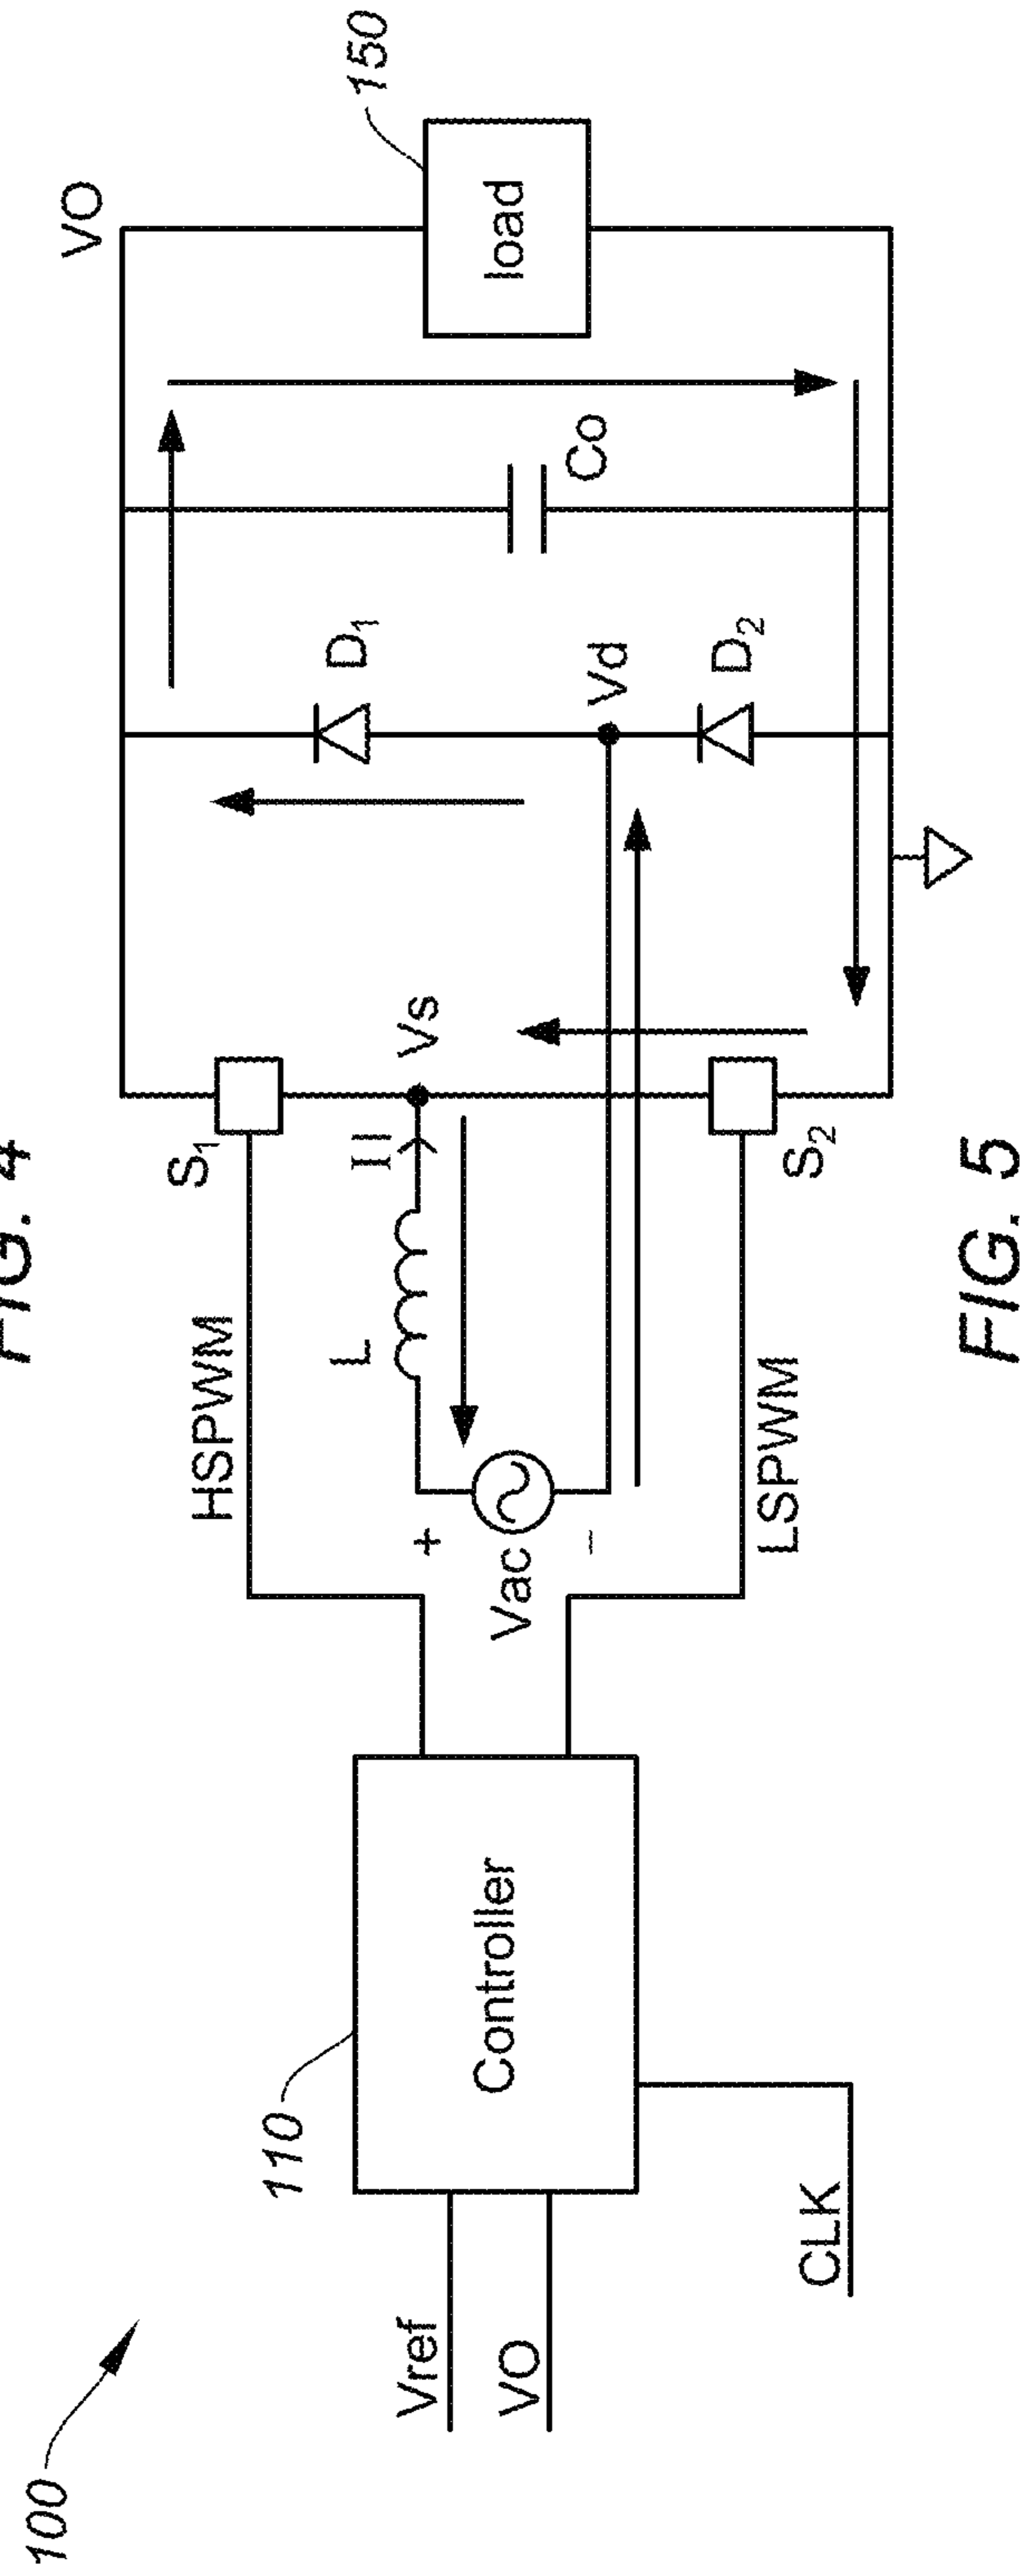 FIG. 4
100
110
150
VO
HSPWM
S1
D1
load
Vref
VO
Controller
Vac
+
-
L
Il
Vs
Vd
Co
D2
S2
LSPWM
CLK
FIG. 5